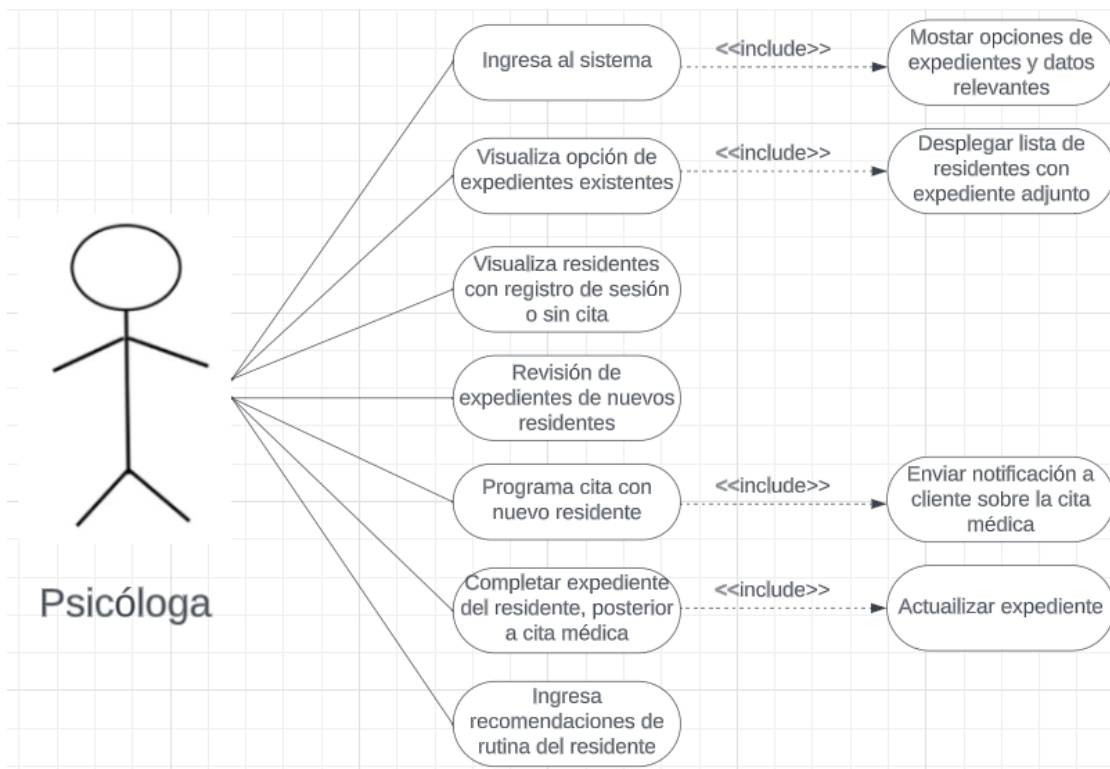 Ingresa al sistema
<<include>>
Mostar opciones de
expedientes y datos
relevantes
Visualiza opción de
expedientes existentes
<<include>>
Desplegar lista de
residentes con
expediente adjunto
Visualiza residentes
con registro de sesión
o sin cita
Revisión de
expedientes de nuevos
residentes
Programa cita con
nuevo residente
<<include>>
Enviar notificación a
cliente sobre la cita
médica
Completar expediente
del residente, posterior
a cita médica
<<include>>
Actuailizar expediente
Ingresa
recomendaciones de
rutina del residente
Psicóloga